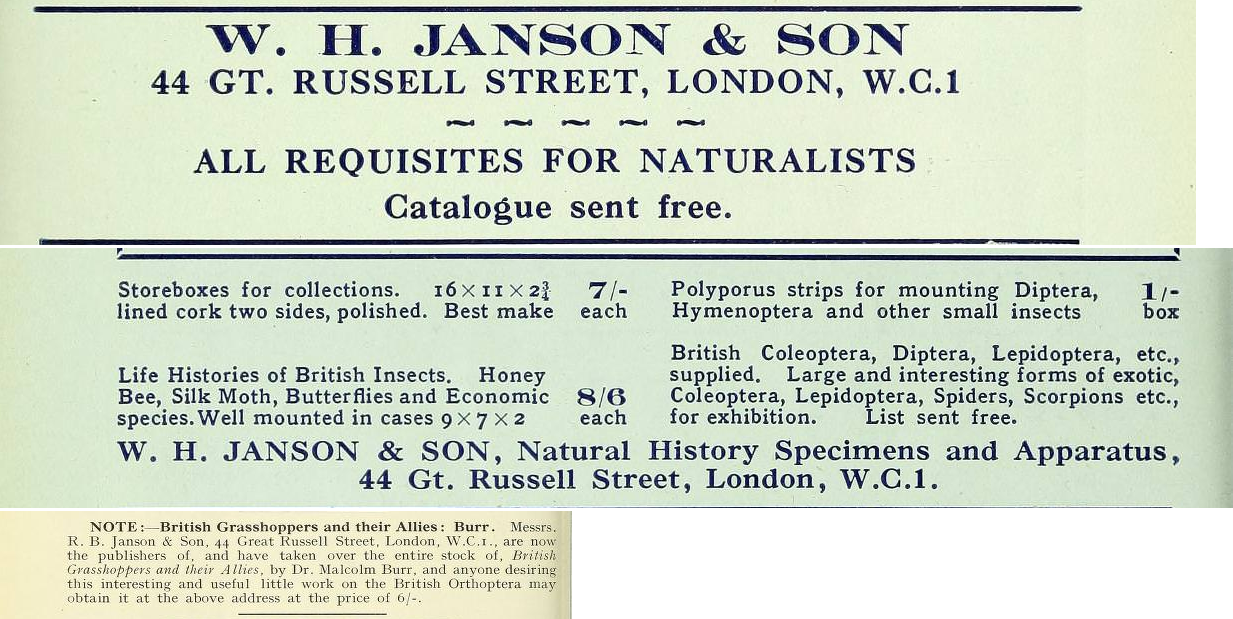 W. H. JANSON & SON
44 GT. RUSSELL STREET, LONDON, W.C.1
ALL REQUISITES FOR NATURALISTS
Catalogue sent free.
Storeboxes for collections. 16 × 11 × 2¾ 7/-
lined cork two sides, polished. Best make each
Life Histories of British Insects. Honey
Bee, Silk Moth, Butterflies and Economic 8/6
species. Well mounted in cases 9 × 7 × 2 each
Polyporus strips for mounting Diptera, 1/-
Hymenoptera and other small insects box
British Coleoptera, Diptera, Lepidoptera, etc.,
supplied. Large and interesting forms of exotic,
Coleoptera, Lepidoptera, Spiders, Scorpions etc.,
for exhibition. List sent free.
W. H. JANSON & SON, Natural History Specimens and Apparatus,
44 Gt. Russell Street, London, W.C.1.
NOTE:—British Grasshoppers and their Allies: Burr. Messrs.
R. B. Janson & Son, 44 Great Russell Street, London, W.C.1., are now
the publishers of, and have taken over the entire stock of, British
Grasshoppers and their Allies, by Dr. Malcolm Burr, and anyone desiring
this interesting and useful little work on the British Orthoptera may
obtain it at the above address at the price of 6/-.